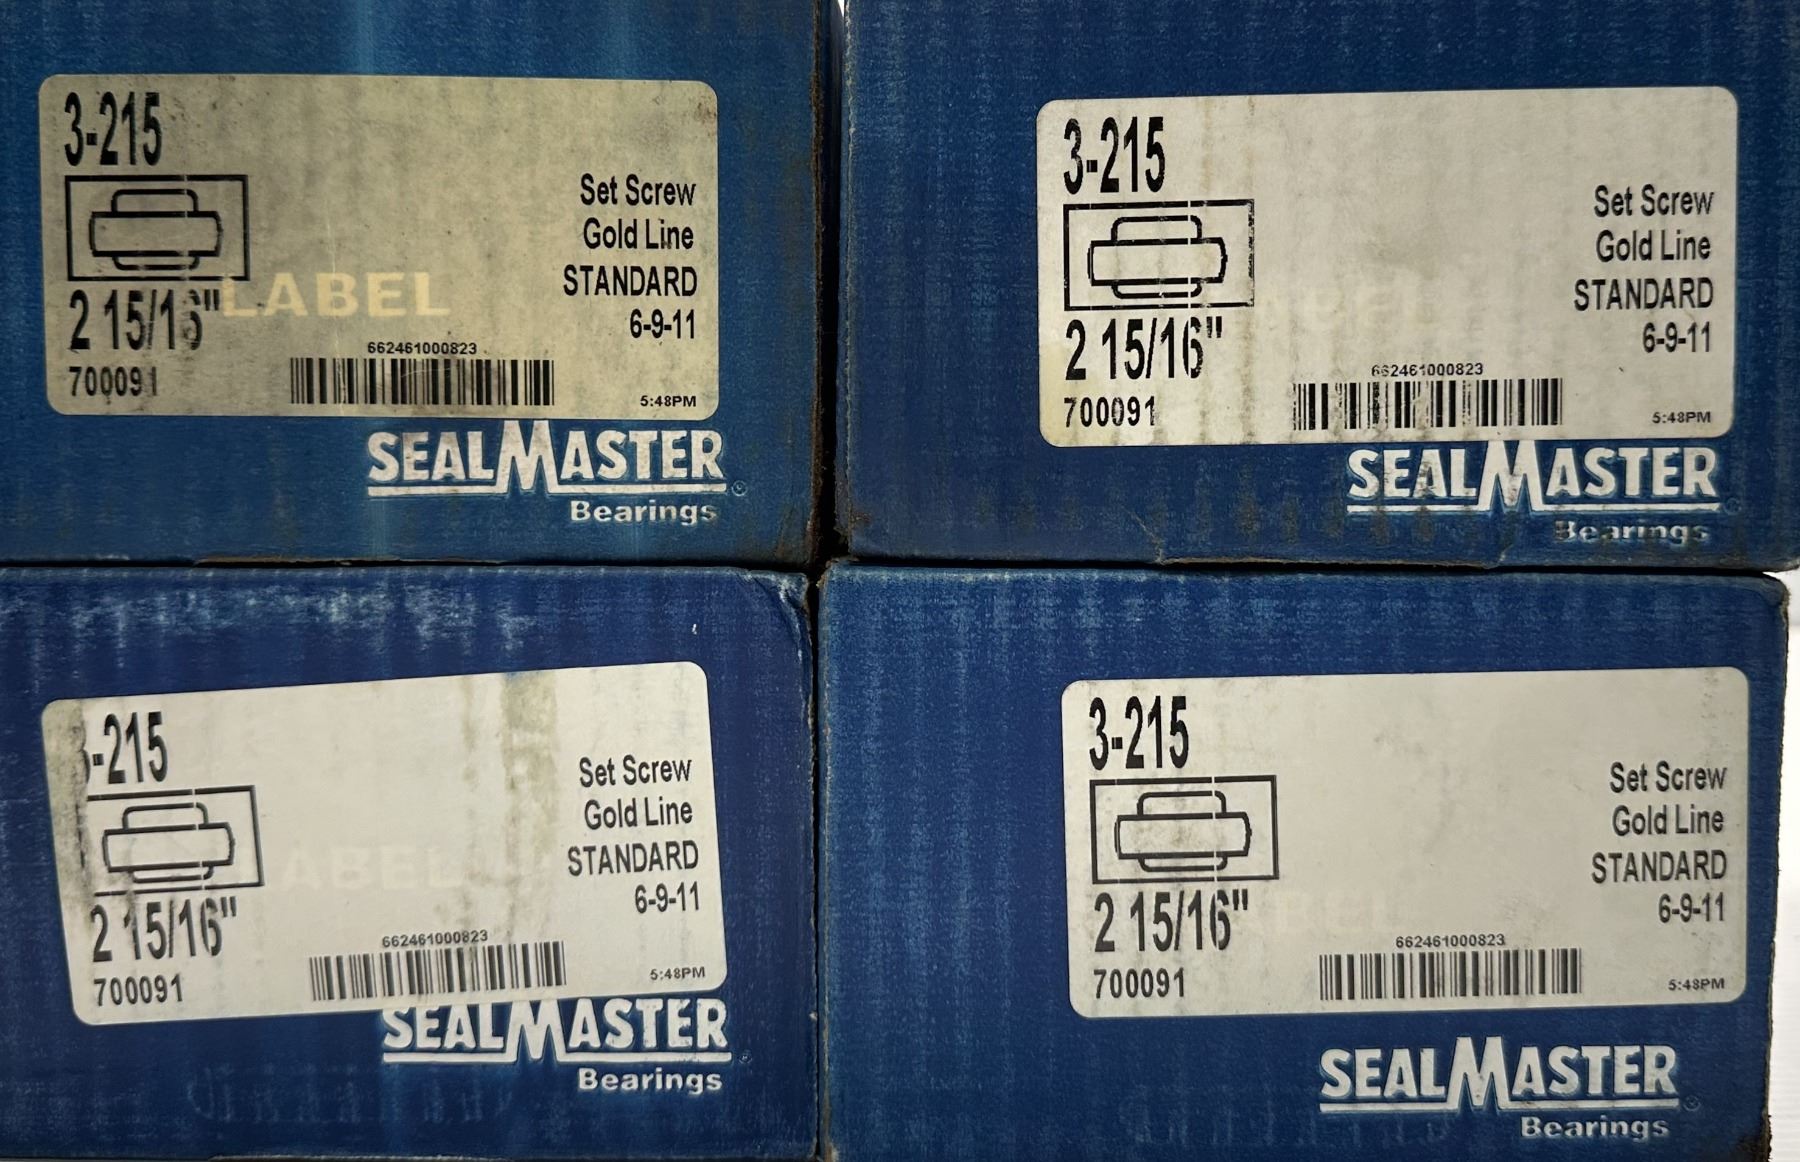 3-215
Set Screw
Gold Line
STANDARD
6-9-11
LABEL
2 15/16"
662461000823
700091
5:48PM
SEALMASTER®
Bearings
3-215
Set Screw
Gold Line
STANDARD
6-9-11
2 15/16"
662461000823
700091
5:48PM
SEALMASTER
Bearings
3-215
Set Screw
Gold Line
STANDARD
6-9-11
LABEL
2 15/16"
662461000823
700091
5:48PM
SEALMASTER®
Bearings
3-215
Set Screw
Gold Line
STANDARD
6-9-11
2 15/16"
662461000823
700091
5:48PM
SEALMASTER®
Bearings